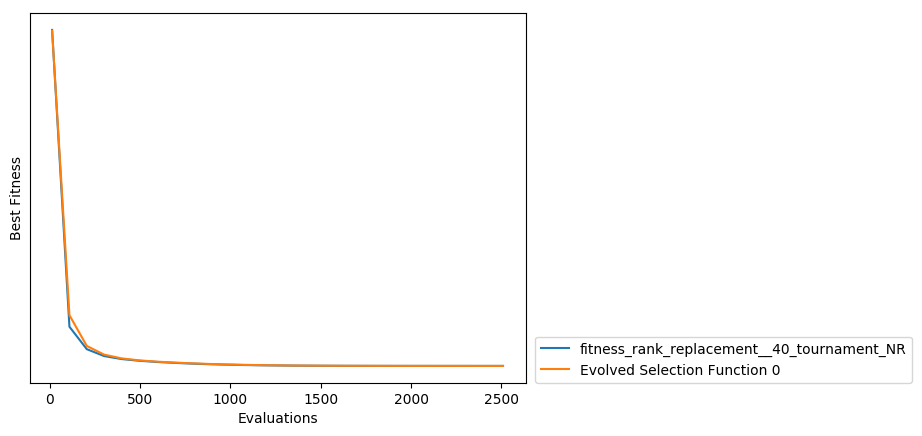 Best Fitness
0 500 1000 1500 2000 2500
Evaluations
fitness_rank_replacement__40_tournament_NR
Evolved Selection Function 0